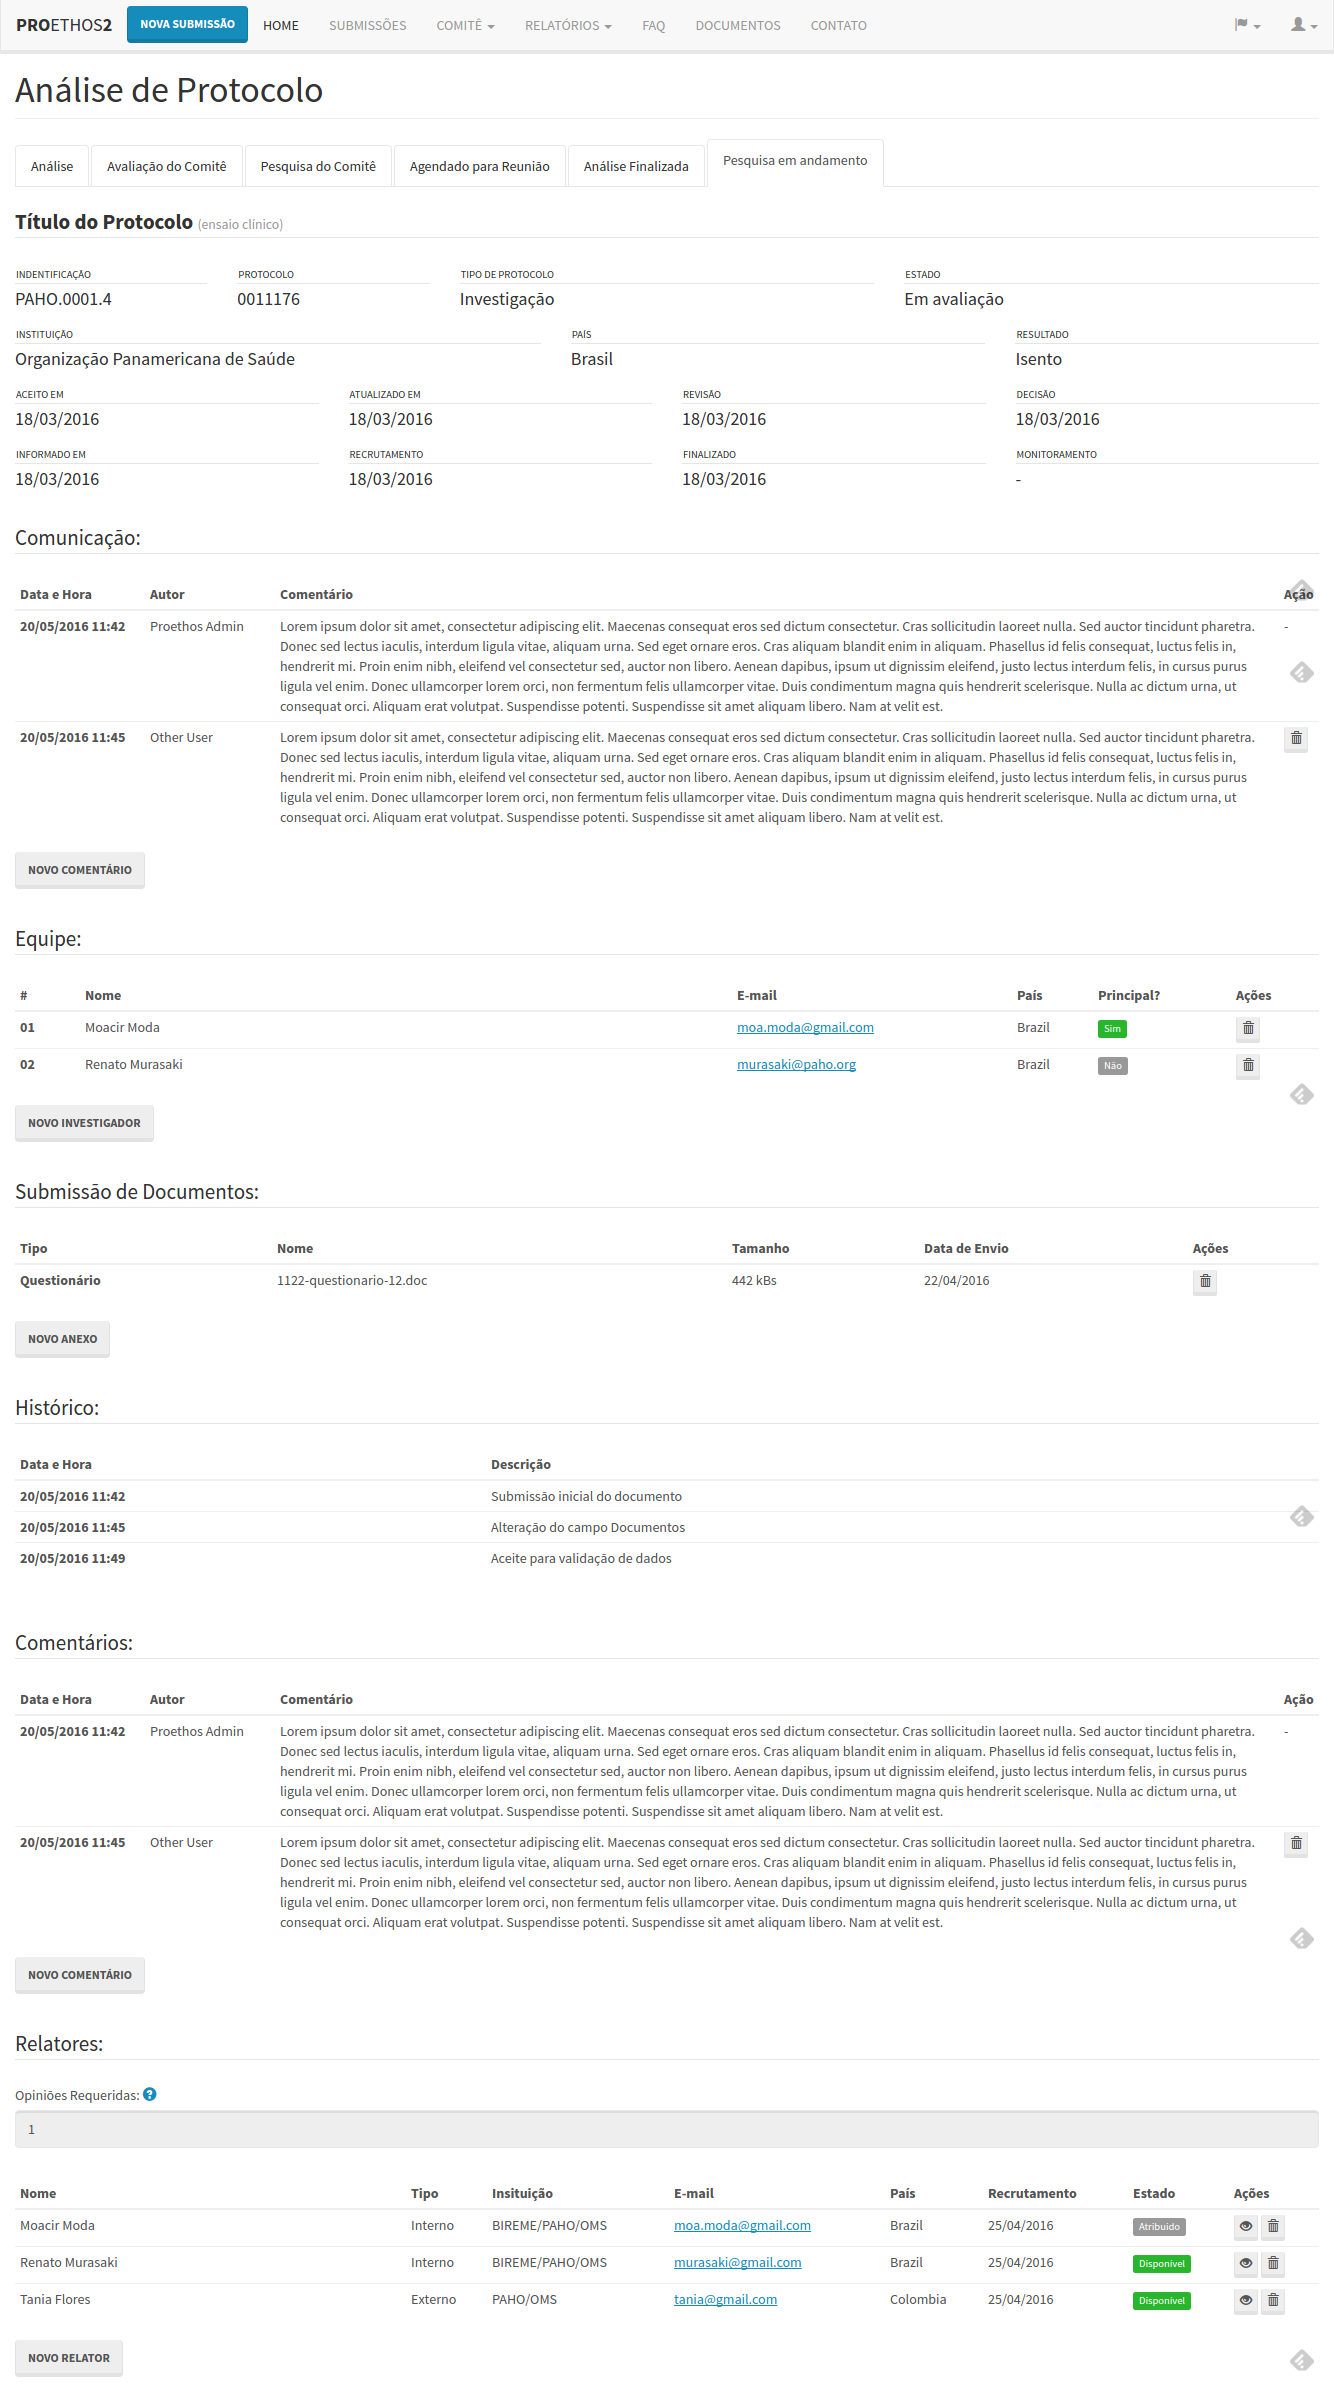 PROETHOS2 NOVA SUBMISSÃO HOME SUBMISSÕES COMITÊ RELATÓRIOS FAQ DOCUMENTOS CONTATO
Análise de Protocolo
Análise Avaliação do Comitê Pesquisa do Comitê Agendado para Reunião Análise Finalizada Pesquisa em andamento
Título do Protocolo (ensaio clínico)
INDENTIFICAÇÃO PROTOCOLO TIPO DE PROTOCOLO ESTADO
PAHO.0001.4 0011176 Investigação Em avaliação
INSTITUIÇÃO PAÍS RESULTADO
Organização Panamericana de Saúde Brasil Isento
ACEITO EM ATUALIZADO EM REVISÃO DECISÃO
18/03/2016 18/03/2016 18/03/2016 18/03/2016
INFORMADO EM RECRUTAMENTO FINALIZADO MONITORAMENTO
18/03/2016 18/03/2016 18/03/2016 -
Comunicação:
Data e Hora Autor Comentário Ação
20/05/2016 11:42 Proethos Admin Lorem ipsum dolor sit amet, consectetur adipiscing elit. Maecenas consequat eros sed dictum consectetur. Cras sollicitudin laoreet nulla. Sed auctor tincidunt pharetra. -
Donec sed lectus iaculis, interdum ligula vitae, aliquam urna. Sed eget ornare eros. Cras aliquam blandit enim in aliquam. Phasellus id felis consequat, luctus felis in,
hendrerit mi. Proin enim nibh, eleifend vel consectetur sed, auctor non libero. Aenean dapibus, ipsum ut dignissim eleifend, justo lectus interdum felis, in cursus purus
ligula vel enim. Donec ullamcorper lorem orci, non fermentum felis ullamcorper vitae. Duis condimentum magna quis hendrerit scelerisque. Nulla ac dictum urna, ut
consequat orci. Aliquam erat volutpat. Suspendisse potenti. Suspendisse sit amet aliquam libero. Nam at velit est.
20/05/2016 11:45 Other User Lorem ipsum dolor sit amet, consectetur adipiscing elit. Maecenas consequat eros sed dictum consectetur. Cras sollicitudin laoreet nulla. Sed auctor tincidunt pharetra.
Donec sed lectus iaculis, interdum ligula vitae, aliquam urna. Sed eget ornare eros. Cras aliquam blandit enim in aliquam. Phasellus id felis consequat, luctus felis in,
hendrerit mi. Proin enim nibh, eleifend vel consectetur sed, auctor non libero. Aenean dapibus, ipsum ut dignissim eleifend, justo lectus interdum felis, in cursus purus
ligula vel enim. Donec ullamcorper lorem orci, non fermentum felis ullamcorper vitae. Duis condimentum magna quis hendrerit scelerisque. Nulla ac dictum urna, ut
consequat orci. Aliquam erat volutpat. Suspendisse potenti. Suspendisse sit amet aliquam libero. Nam at velit est.
NOVO COMENTÁRIO
Equipe:
# Nome E-mail País Principal? Ações
01 Moacir Moda moa.moda@gmail.com Brazil Sim
02 Renato Murasaki murasaki@paho.org Brazil Não
NOVO INVESTIGADOR
Submissão de Documentos:
Tipo Nome Tamanho Data de Envio Ações
Questionário 1122-questionario-12.doc 442 kBs 22/04/2016
NOVO ANEXO
Histórico:
Data e Hora Descrição
20/05/2016 11:42 Submissão inicial do documento
20/05/2016 11:45 Alteração do campo Documentos
20/05/2016 11:49 Aceite para validação de dados
Comentários:
Data e Hora Autor Comentário Ação
20/05/2016 11:42 Proethos Admin Lorem ipsum dolor sit amet, consectetur adipiscing elit. Maecenas consequat eros sed dictum consectetur. Cras sollicitudin laoreet nulla. Sed auctor tincidunt pharetra. -
Donec sed lectus iaculis, interdum ligula vitae, aliquam urna. Sed eget ornare eros. Cras aliquam blandit enim in aliquam. Phasellus id felis consequat, luctus felis in,
hendrerit mi. Proin enim nibh, eleifend vel consectetur sed, auctor non libero. Aenean dapibus, ipsum ut dignissim eleifend, justo lectus interdum felis, in cursus purus
ligula vel enim. Donec ullamcorper lorem orci, non fermentum felis ullamcorper vitae. Duis condimentum magna quis hendrerit scelerisque. Nulla ac dictum urna, ut
consequat orci. Aliquam erat volutpat. Suspendisse potenti. Suspendisse sit amet aliquam libero. Nam at velit est.
20/05/2016 11:45 Other User Lorem ipsum dolor sit amet, consectetur adipiscing elit. Maecenas consequat eros sed dictum consectetur. Cras sollicitudin laoreet nulla. Sed auctor tincidunt pharetra.
Donec sed lectus iaculis, interdum ligula vitae, aliquam urna. Sed eget ornare eros. Cras aliquam blandit enim in aliquam. Phasellus id felis consequat, luctus felis in,
hendrerit mi. Proin enim nibh, eleifend vel consectetur sed, auctor non libero. Aenean dapibus, ipsum ut dignissim eleifend, justo lectus interdum felis, in cursus purus
ligula vel enim. Donec ullamcorper lorem orci, non fermentum felis ullamcorper vitae. Duis condimentum magna quis hendrerit scelerisque. Nulla ac dictum urna, ut
consequat orci. Aliquam erat volutpat. Suspendisse potenti. Suspendisse sit amet aliquam libero. Nam at velit est.
NOVO COMENTÁRIO
Relatores:
Opiniões Requeridas: ?
1
Nome Tipo Insituição E-mail País Recrutamento Estado Ações
Moacir Moda Interno BIREME/PAHO/OMS moa.moda@gmail.com Brazil 25/04/2016 Atribuído
Renato Murasaki Interno BIREME/PAHO/OMS murasaki@gmail.com Brazil 25/04/2016 Disponível
Tania Flores Externo PAHO/OMS tania@gmail.com Colombia 25/04/2016 Disponível
NOVO RELATOR